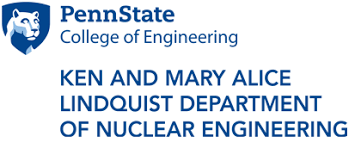 PennState
College of Engineering
KEN AND MARY ALICE
LINDQUIST DEPARTMENT
OF NUCLEAR ENGINEERING